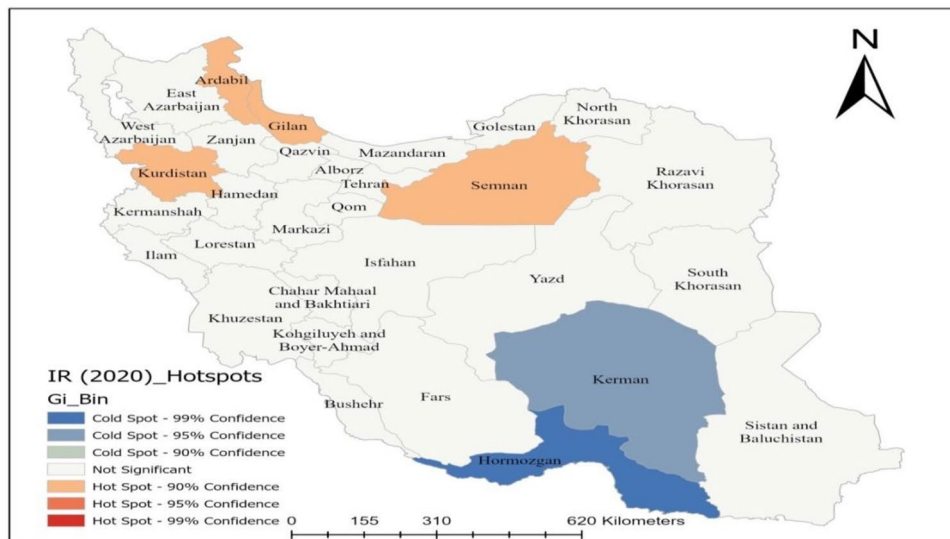 N
Ardabil
East
Azarbaijan
Gilan
North
Khorasan
Golestan
West
Azarbaijan
Zanjan
Qazvin
Mazandaran
Alborz
Tehran
Razavi
Khorasan
Kurdistan
Semnan
Hamedan
Qom
Kermanshah
Markazi
Lorestan
Ilam
Isfahan
Yazd
South
Khorasan
Chahar Mahaal
and Bakhtiari
Khuzestan
Kohgiluyeh and
Boyer-Ahmad
Kerman
Fars
Bushehr
Sistan and
Baluchistan
Hormozgan
IR (2020)_Hotspots
Gi_Bin
Cold Spot - 99% Confidence
Cold Spot - 95% Confidence
Cold Spot - 90% Confidence
Not Significant
Hot Spot - 90% Confidence
Hot Spot - 95% Confidence
Hot Spot - 99% Confidence
0 155 310 620 Kilometers